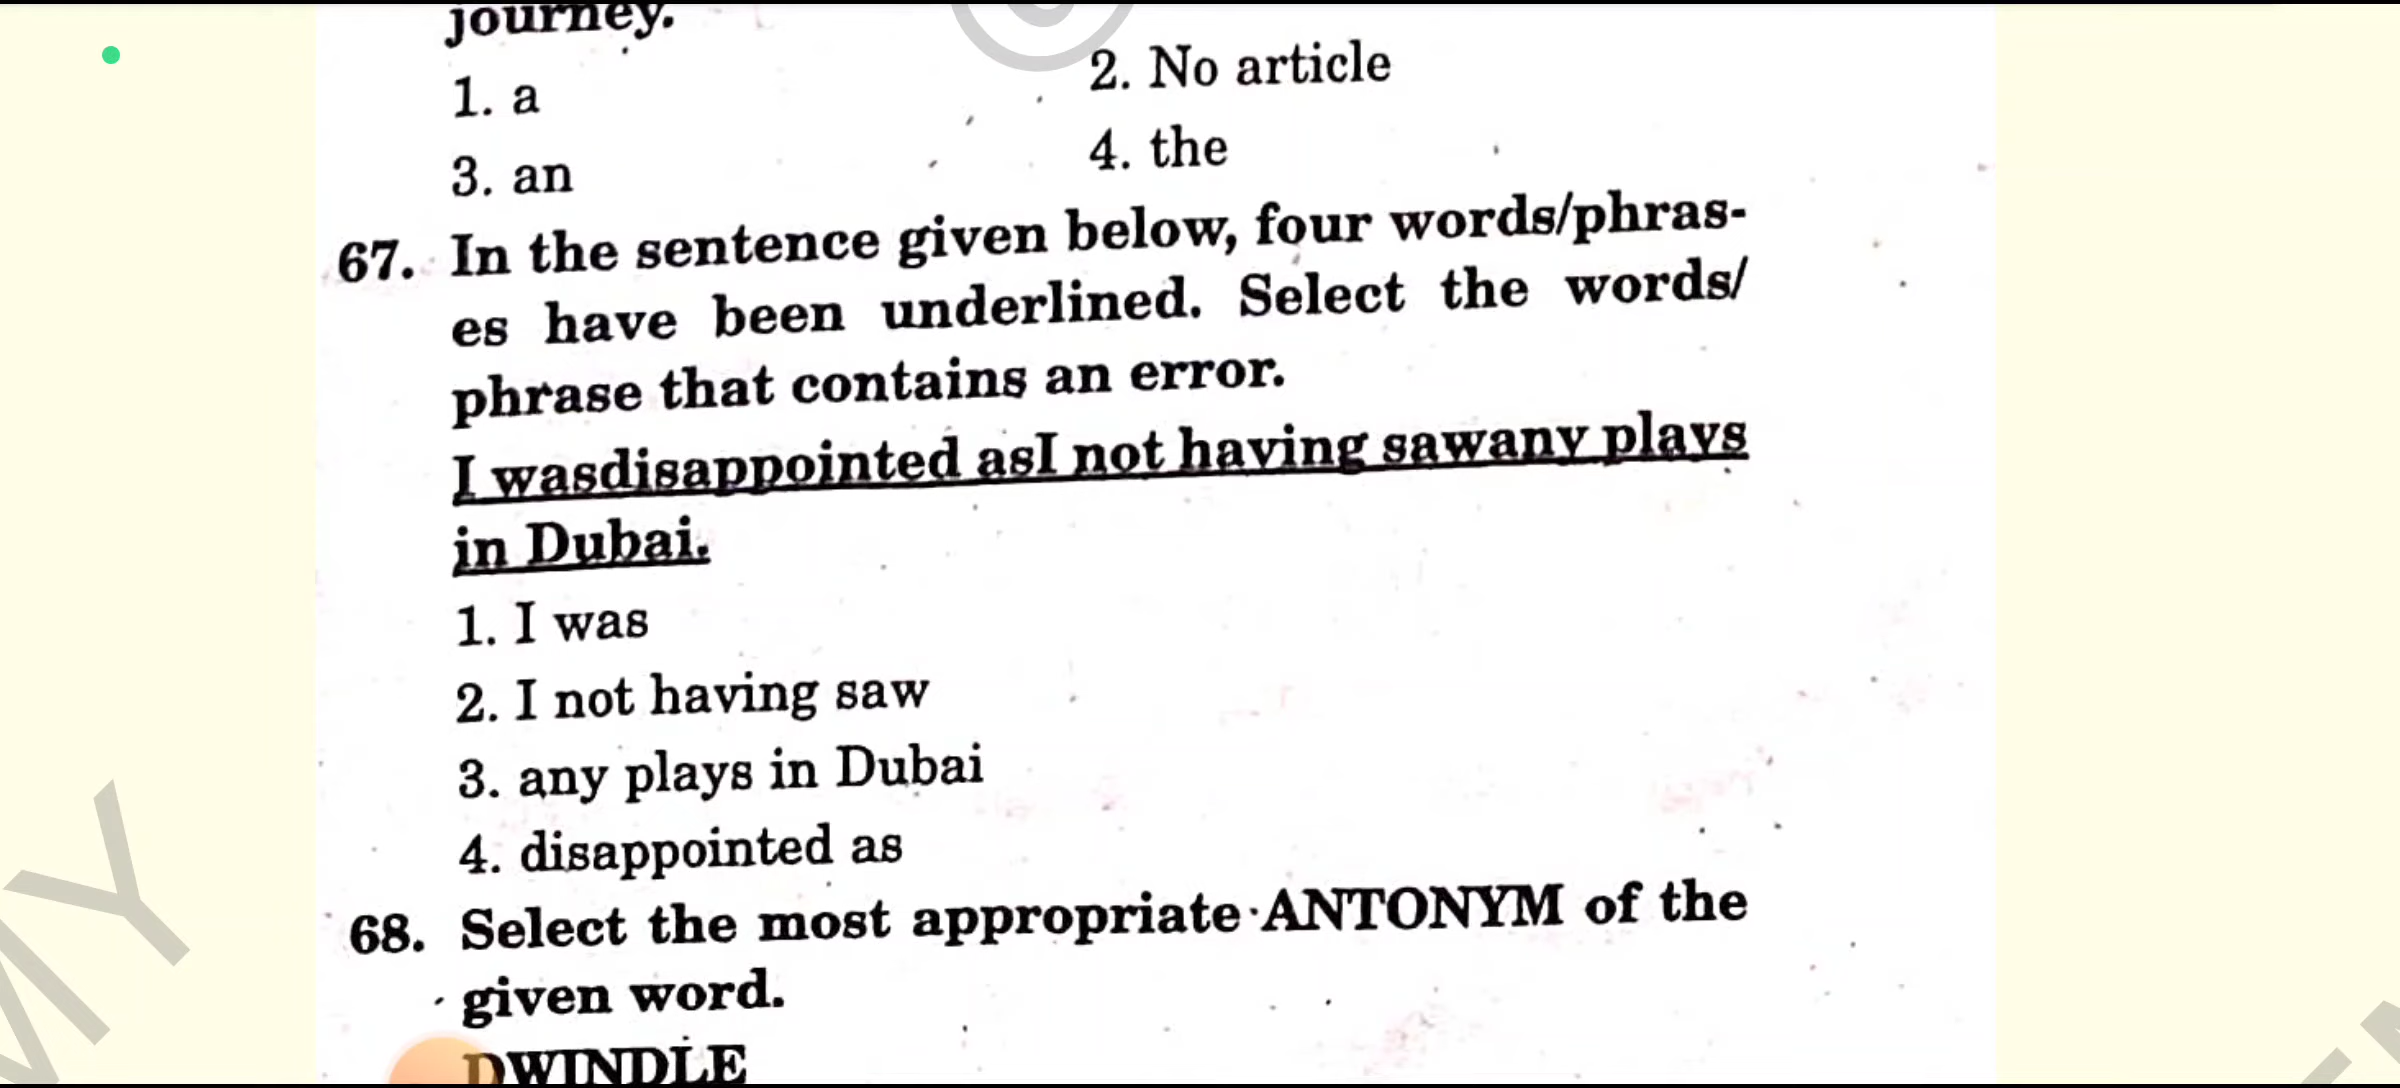 journey.
1. a
2. No article
3. an
4. the
67. In the sentence given below, four words/phras-
es have been underlined. Select the words/
phrase that contains an error.
I wasdisappointed asI not having sawany plays
in Dubai.
1. I was
2. I not having saw
3. any plays in Dubai
4. disappointed as
68. Select the most appropriate ANTONYM of the
given word.
DWINDLE
MY